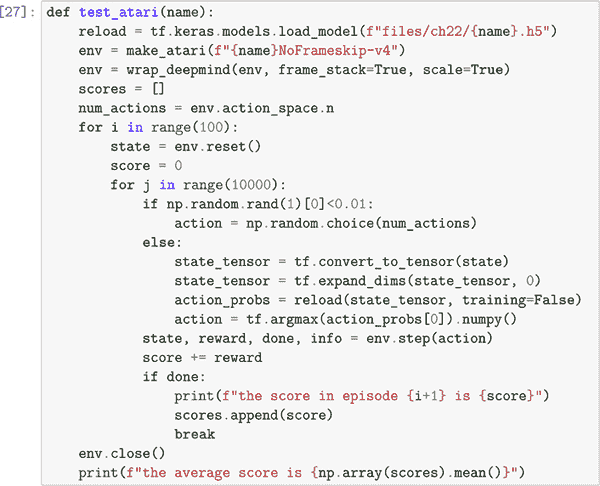 [27]: def test_atari(name):
    reload = tf.keras.models.load_model(f"files/ch22/{name}.h5")
    env = make_atari(f"{name}NoFrameskip-v4")
    env = wrap_deepmind(env, frame_stack=True, scale=True)
    scores = []
    num_actions = env.action_space.n
    for i in range(100):
        state = env.reset()
        score = 0
        for j in range(10000):
            if np.random.rand(1)[0]<0.01:
                action = np.random.choice(num_actions)
            else:
                state_tensor = tf.convert_to_tensor(state)
                state_tensor = tf.expand_dims(state_tensor, 0)
                action_probs = reload(state_tensor, training=False)
                action = tf.argmax(action_probs[0]).numpy()
            state, reward, done, info = env.step(action)
            score += reward
            if done:
                print(f"the score in episode {i+1} is {score}")
                scores.append(score)
                break
    env.close()
    print(f"the average score is {np.array(scores).mean()}")